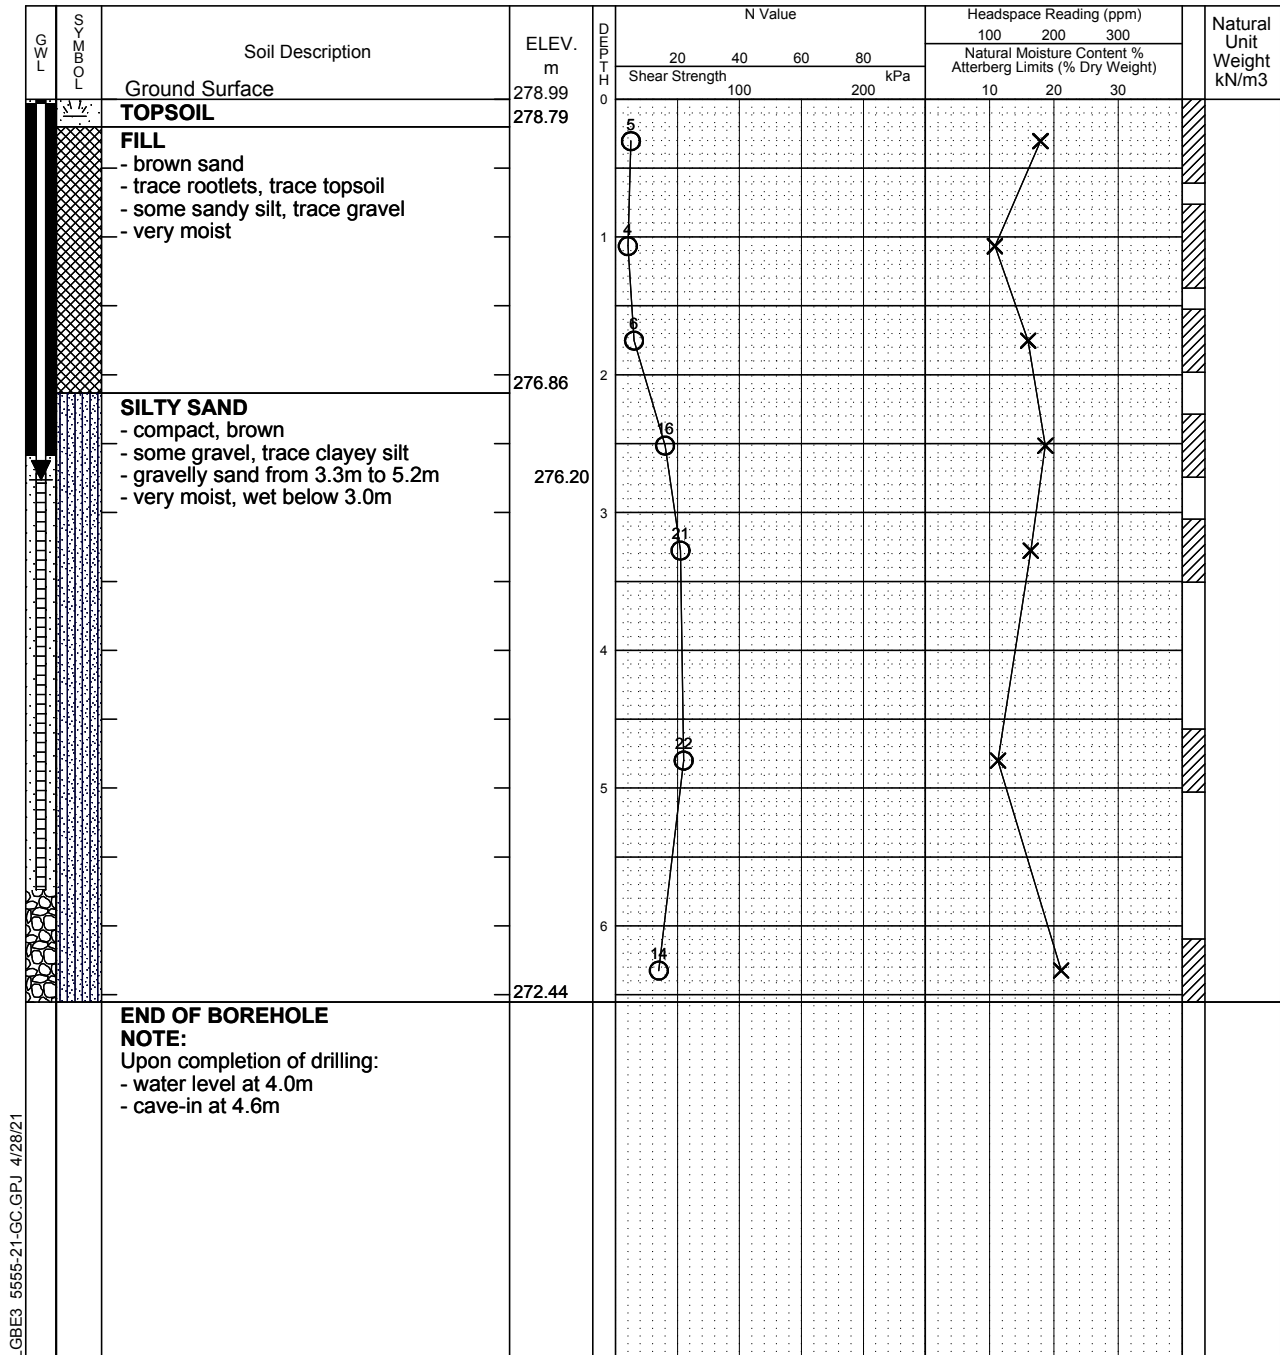 GWL
SYMBOL
Soil Description
ELEV.
m
DEPTH
N Value
20 40 60 80
Shear Strength kPa
100 200
Headspace Reading (ppm)
100 200 300
Natural Moisture Content %
Atterberg Limits (% Dry Weight)
10 20 30
Natural
Unit
Weight
kN/m3
Ground Surface
278.99
0
TOPSOIL
278.79
FILL
- brown sand
- trace rootlets, trace topsoil
- some sandy silt, trace gravel
- very moist
5
4
1
6
2
276.86
SILTY SAND
- compact, brown
- some gravel, trace clayey silt
- gravelly sand from 3.3m to 5.2m
- very moist, wet below 3.0m
16
276.20
3
21
4
22
5
6
14
272.44
END OF BOREHOLE
NOTE:
Upon completion of drilling:
- water level at 4.0m
- cave-in at 4.6m
GBE3 5555-21-GC.GPJ 4/28/21